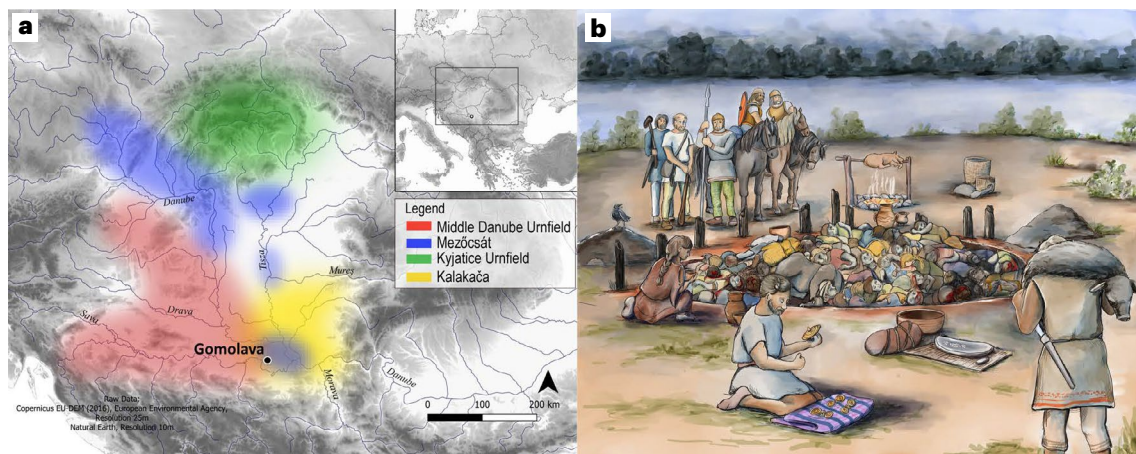 a
b
Danube
Tisza
Mureș
Drava
Sava
Gomolava
Morava
Danube
Raw Data:
Copernicus EU-DEM (2016), European Environmental Agency,
Resolution 25m
Natural Earth, Resolution 10m
Legend
Middle Danube Urnfield
Mezőcsát
Kyjatice Urnfield
Kalakača
0 100 200 km